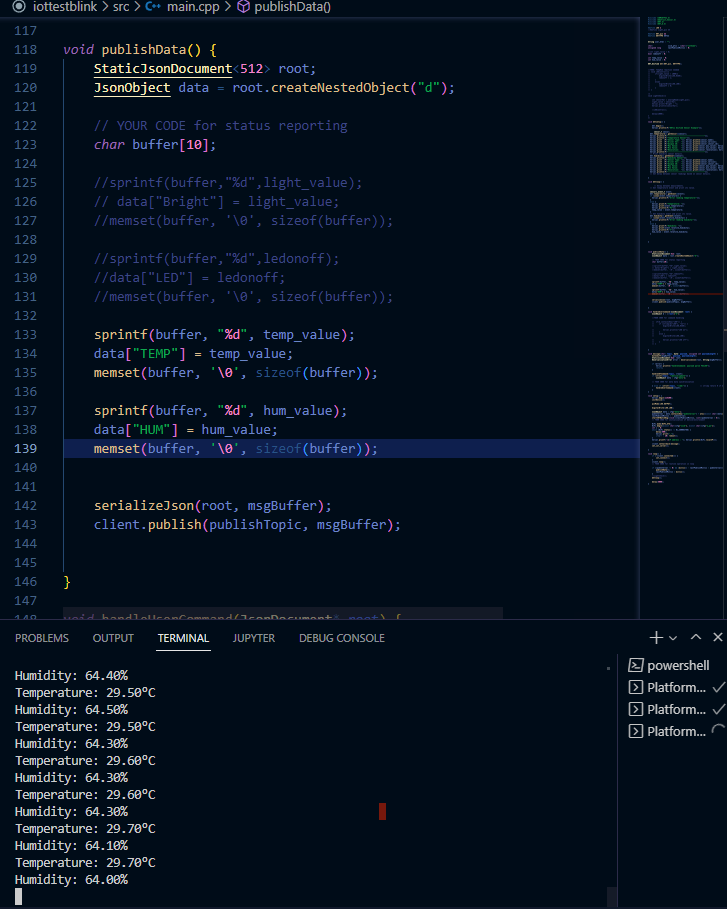 iottestblink > src > C++ main.cpp > publishData()
117
118 void publishData() {
119 StaticJsonDocument<512> root;
120 JsonObject data = root.createNestedObject("d");
121
122 // YOUR CODE for status reporting
123 char buffer[10];
124
125 //sprintf(buffer,"%d",light_value);
126 // data["Bright"] = light_value;
127 //memset(buffer, '\0', sizeof(buffer));
128
129 //sprintf(buffer,"%d",ledonoff);
130 //data["LED"] = ledonoff;
131 //memset(buffer, '\0', sizeof(buffer));
132
133 sprintf(buffer, "%d", temp_value);
134 data["TEMP"] = temp_value;
135 memset(buffer, '\0', sizeof(buffer));
136
137 sprintf(buffer, "%d", hum_value);
138 data["HUM"] = hum_value;
139 memset(buffer, '\0', sizeof(buffer));
140
141
142 serializeJson(root, msgBuffer);
143 client.publish(publishTopic, msgBuffer);
144
145
146 }
147
148 void handleUserCommand(JsonDocument* root) {
PROBLEMS OUTPUT TERMINAL JUPYTER DEBUG CONSOLE
powershell
Platform...
Platform...
Platform...
Humidity: 64.40%
Temperature: 29.50°C
Humidity: 64.50%
Temperature: 29.50°C
Humidity: 64.30%
Temperature: 29.60°C
Humidity: 64.30%
Temperature: 29.60°C
Humidity: 64.30%
Temperature: 29.70°C
Humidity: 64.10%
Temperature: 29.70°C
Humidity: 64.00%